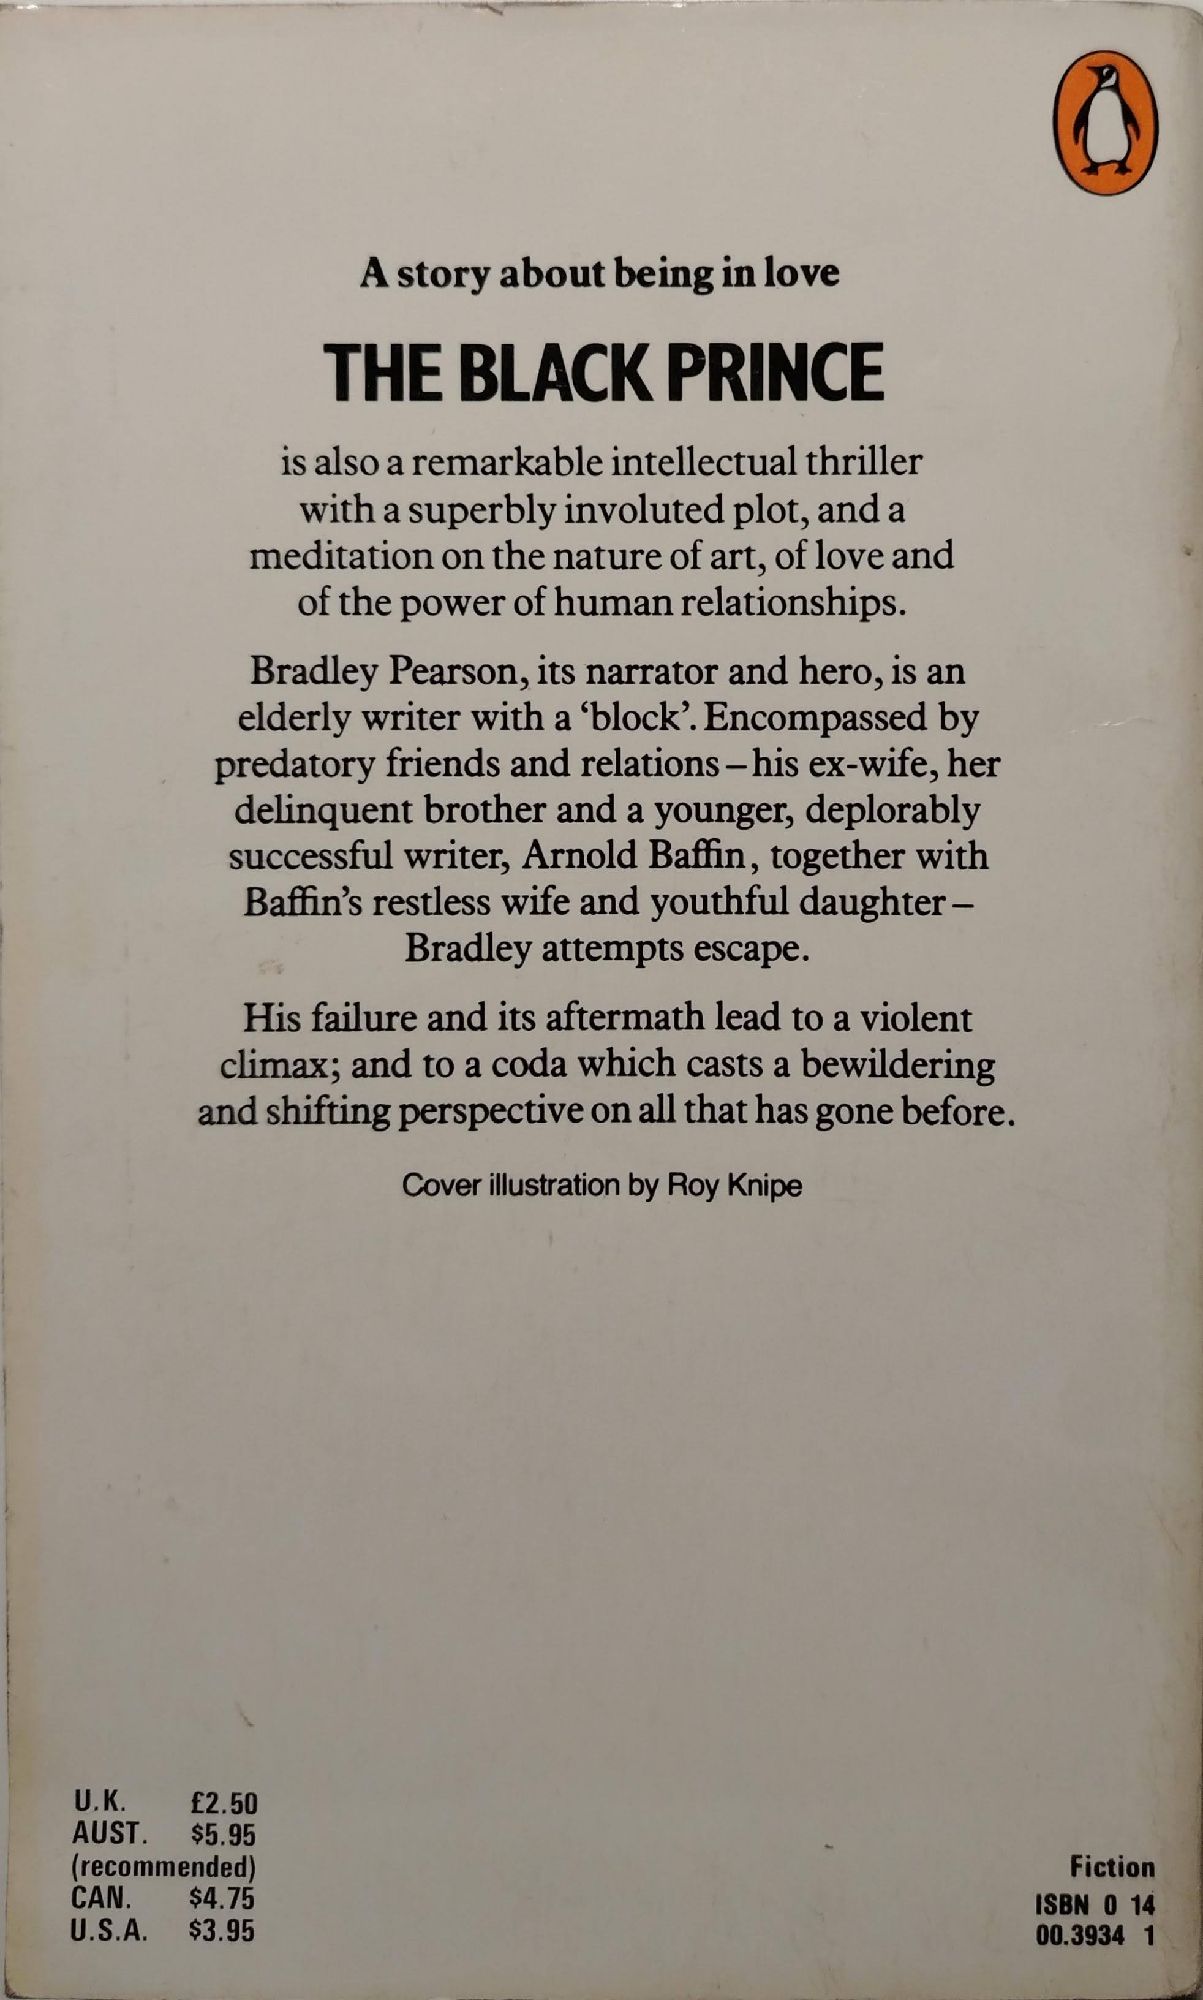 A story about being in love
THE BLACK PRINCE
is also a remarkable intellectual thriller
with a superbly involuted plot, and a
meditation on the nature of art, of love and
of the power of human relationships.
Bradley Pearson, its narrator and hero, is an
elderly writer with a ‘block’. Encompassed by
predatory friends and relations – his ex-wife, her
delinquent brother and a younger, deplorably
successful writer, Arnold Baffin, together with
Baffin’s restless wife and youthful daughter –
Bradley attempts escape.
His failure and its aftermath lead to a violent
climax; and to a coda which casts a bewildering
and shifting perspective on all that has gone before.
Cover illustration by Roy Knipe
U.K. £2.50
AUST. $5.95
(recommended)
CAN. $4.75
U.S.A. $3.95
Fiction
ISBN 0 14
00.3934 1